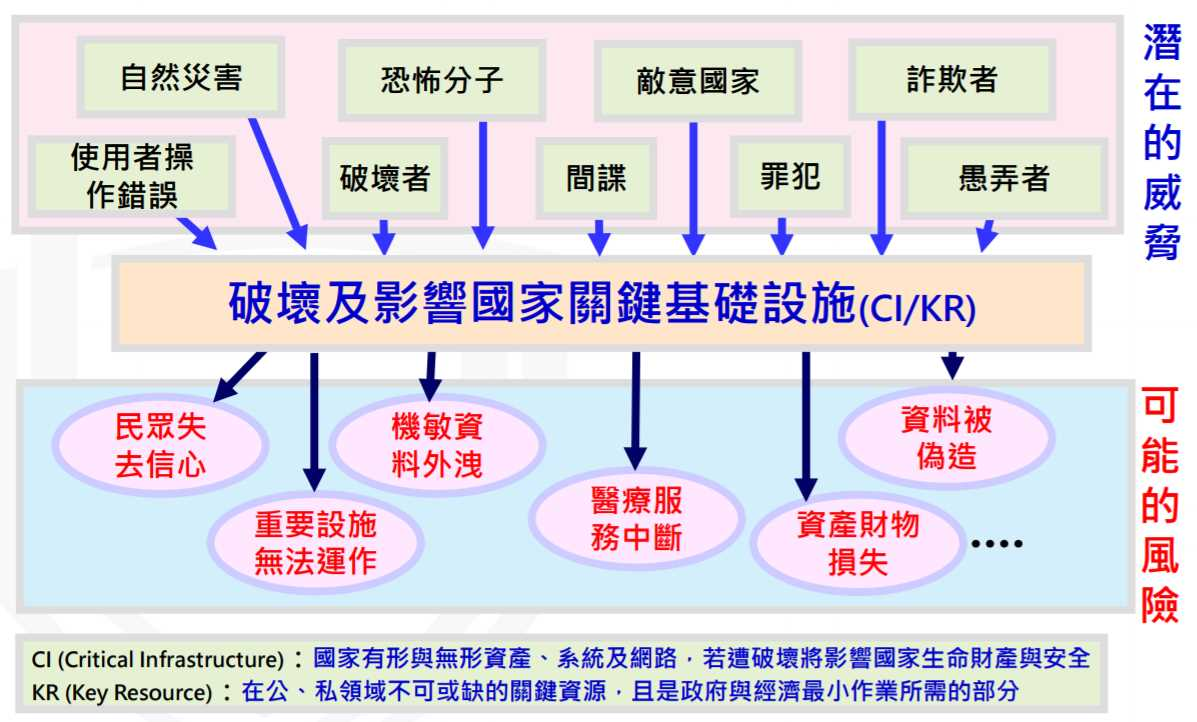 自然災害
恐怖分子
敵意國家
詐欺者
使用者操
作錯誤
破壞者
間諜
罪犯
愚弄者
潛在的威脅
破壞及影響國家關鍵基礎設施(CI/KR)
民眾失
去信心
機敏資
料外洩
資料被
偽造
重要設施
無法運作
醫療服
務中斷
資產財物
損失
....
可能的風險
CI (Critical Infrastructure)：國家有形與無形資產、系統及網路，若遭破壞將影響國家生命財產與安全
KR (Key Resource)：在公、私領域不可或缺的關鍵資源，且是政府與經濟最小作業所需的部分